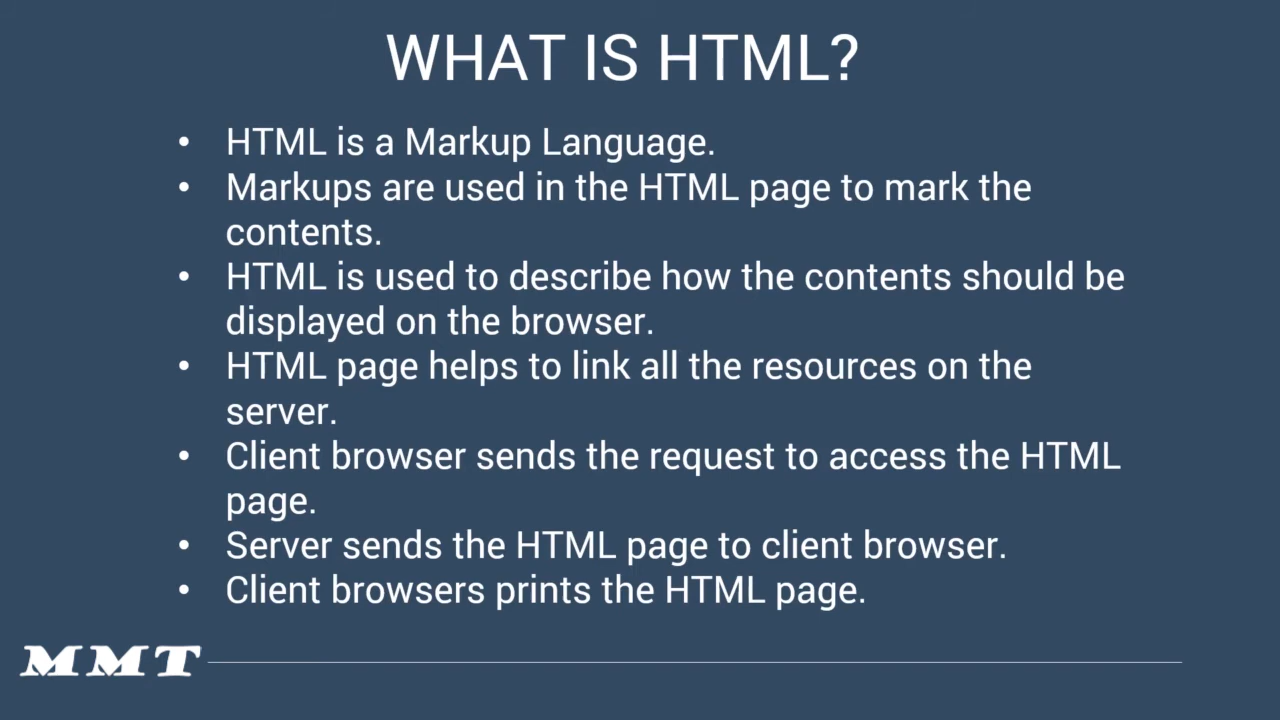 WHAT IS HTML?
• HTML is a Markup Language.
• Markups are used in the HTML page to mark the
contents.
• HTML is used to describe how the contents should be
displayed on the browser.
• HTML page helps to link all the resources on the
server.
• Client browser sends the request to access the HTML
page.
• Server sends the HTML page to client browser.
• Client browsers prints the HTML page.
MMT